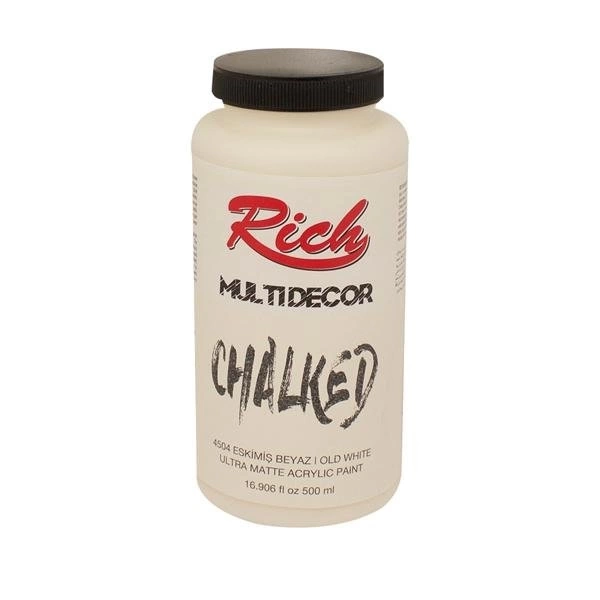 Rich
MULTIDECOR
CHALKED
4504 ESKİMİŞ BEYAZ | OLD WHITE
ULTRA MATTE ACRYLIC PAINT
16.906 fl oz 500 ml